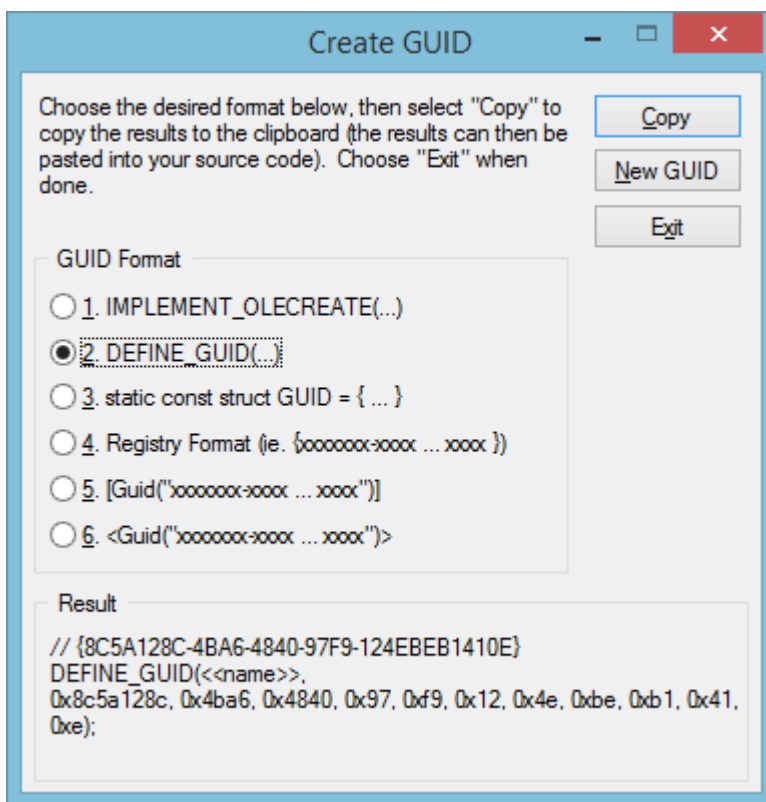 Create GUID
Choose the desired format below, then select "Copy" to
copy the results to the clipboard (the results can then be
pasted into your source code).  Choose "Exit" when
done.
Copy
New GUID
Exit
GUID Format
1. IMPLEMENT_OLECREATE(...)
2. DEFINE_GUID(...)
3. static const struct GUID = { ... }
4. Registry Format (ie. {xxxxxxx-xxxx ... xxxx })
5. [Guid("xxxxxxx-xxxx ... xxxx")]
6. <Guid("xxxxxxx-xxxx ... xxxx")>
Result
// {8C5A128C-4BA6-4840-97F9-124EBEB1410E}
DEFINE_GUID(<<name>>,
0x8c5a128c, 0x4ba6, 0x4840, 0x97, 0xf9, 0x12, 0x4e, 0xbe, 0xb1, 0x41,
0xe);